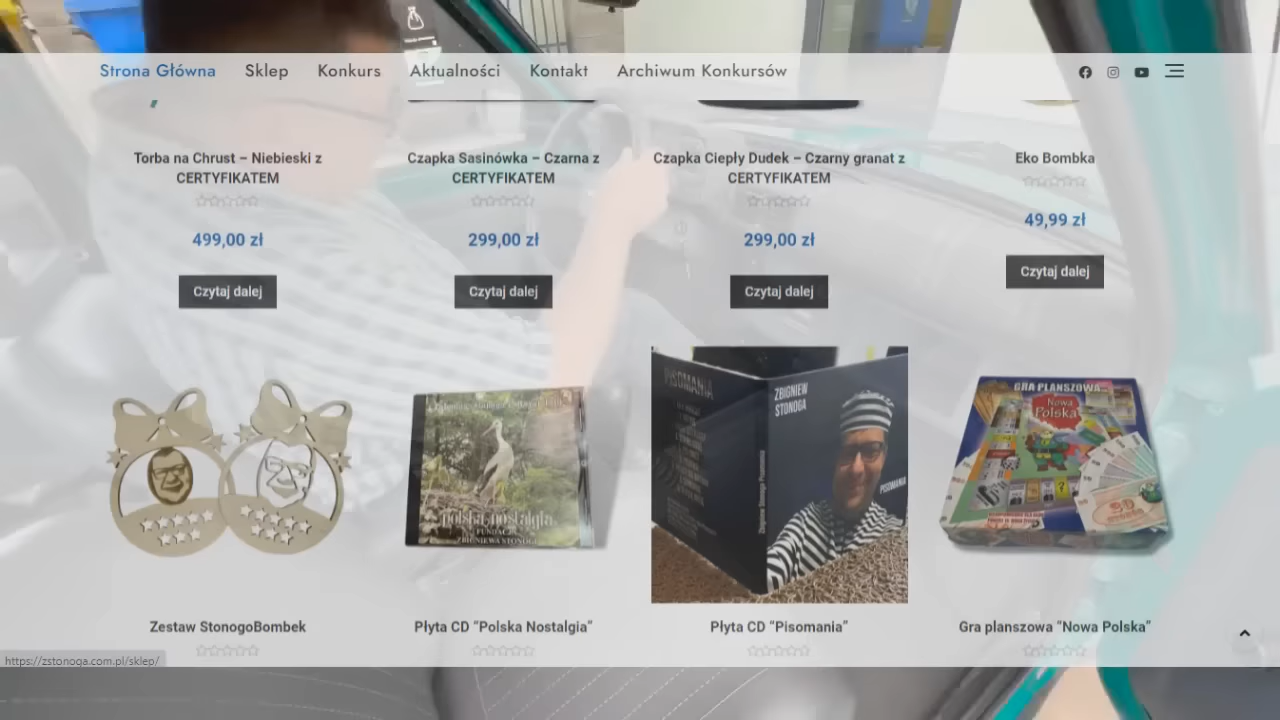 Strona Główna Sklep Konkurs Aktualności Kontakt Archiwum Konkursów
Torba na Chrust – Niebieski z
CERTYFIKATEM
499,00 zł
Czytaj dalej
Czapka Sasinówka – Czarna z
CERTYFIKATEM
299,00 zł
Czytaj dalej
Czapka Ciepły Dudek – Czarny granat z
CERTYFIKATEM
299,00 zł
Czytaj dalej
Eko Bombka
49,99 zł
Czytaj dalej
polska nostalgia
PISOMANIA
ZBIGNIEW
STONOGA
PISOMANIA
GRA PLANSZOWA
Nowa
Polska
Zestaw StonogoBombek
Płyta CD "Polska Nostalgia"
Płyta CD "Pisomania"
Gra planszowa "Nowa Polska"
https://zstonoga.com.pl/sklep/